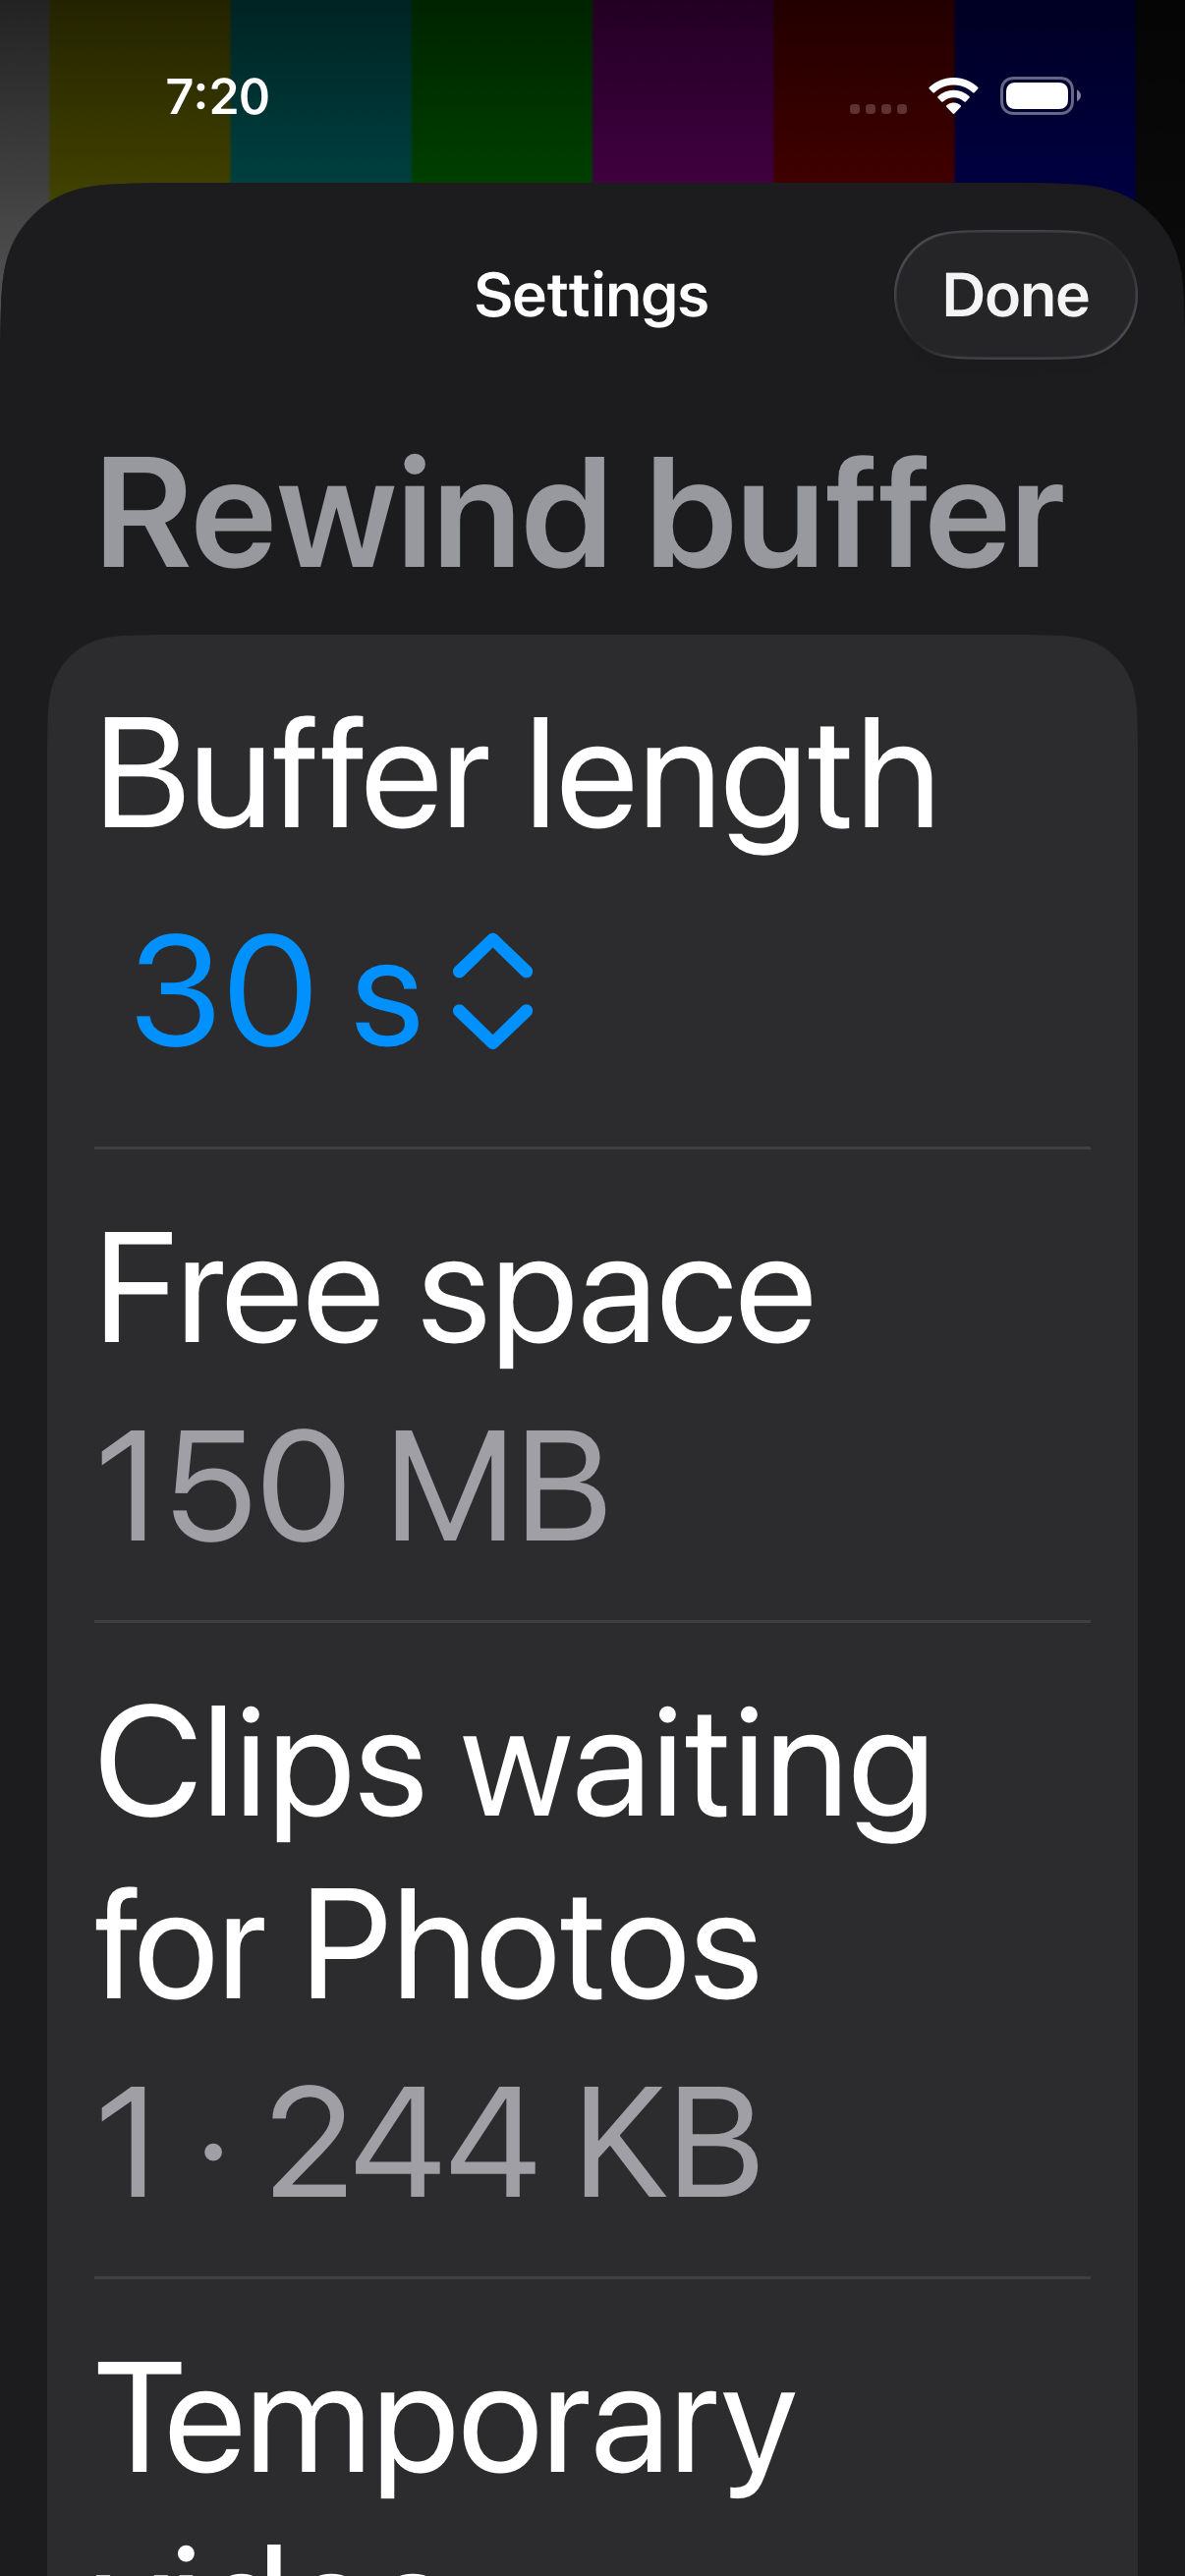 7:20
Settings
Done
Rewind buffer
Buffer length
30 s
Free space
150 MB
Clips waiting
for Photos
1 · 244 KB
Temporary
video